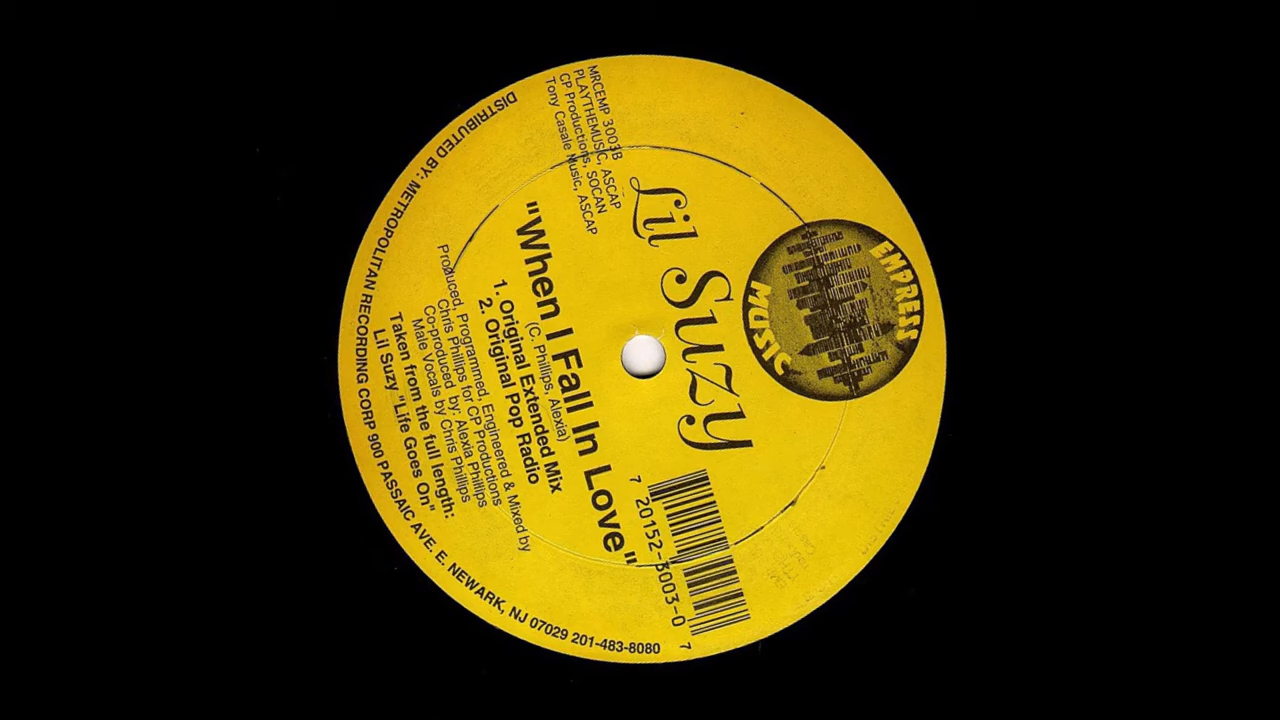 EMPRESS
MUSIC
Lil Suzy
MRCEMP 3003B
PLAYTHEMUSIC, ASCAP
CP Productions, SOCAN
Tony Casale Music, ASCAP
"When I Fall In Love"
(C. Phillips, Alexia)
1. Original Extended Mix
2. Original Pop Radio
Produced, Programmed, Engineered & Mixed by
Chris Phillips for CP Productions
Co-produced by: Alexia Phillips
Male Vocals by Chris Phillips
Taken from the full length:
Lil Suzy "Life Goes On"
7 20152-3003-0 7
DISTRIBUTED BY: METROPOLITAN RECORDING CORP 900 PASSAIC AVE. E. NEWARK, NJ 07029 201-483-8080